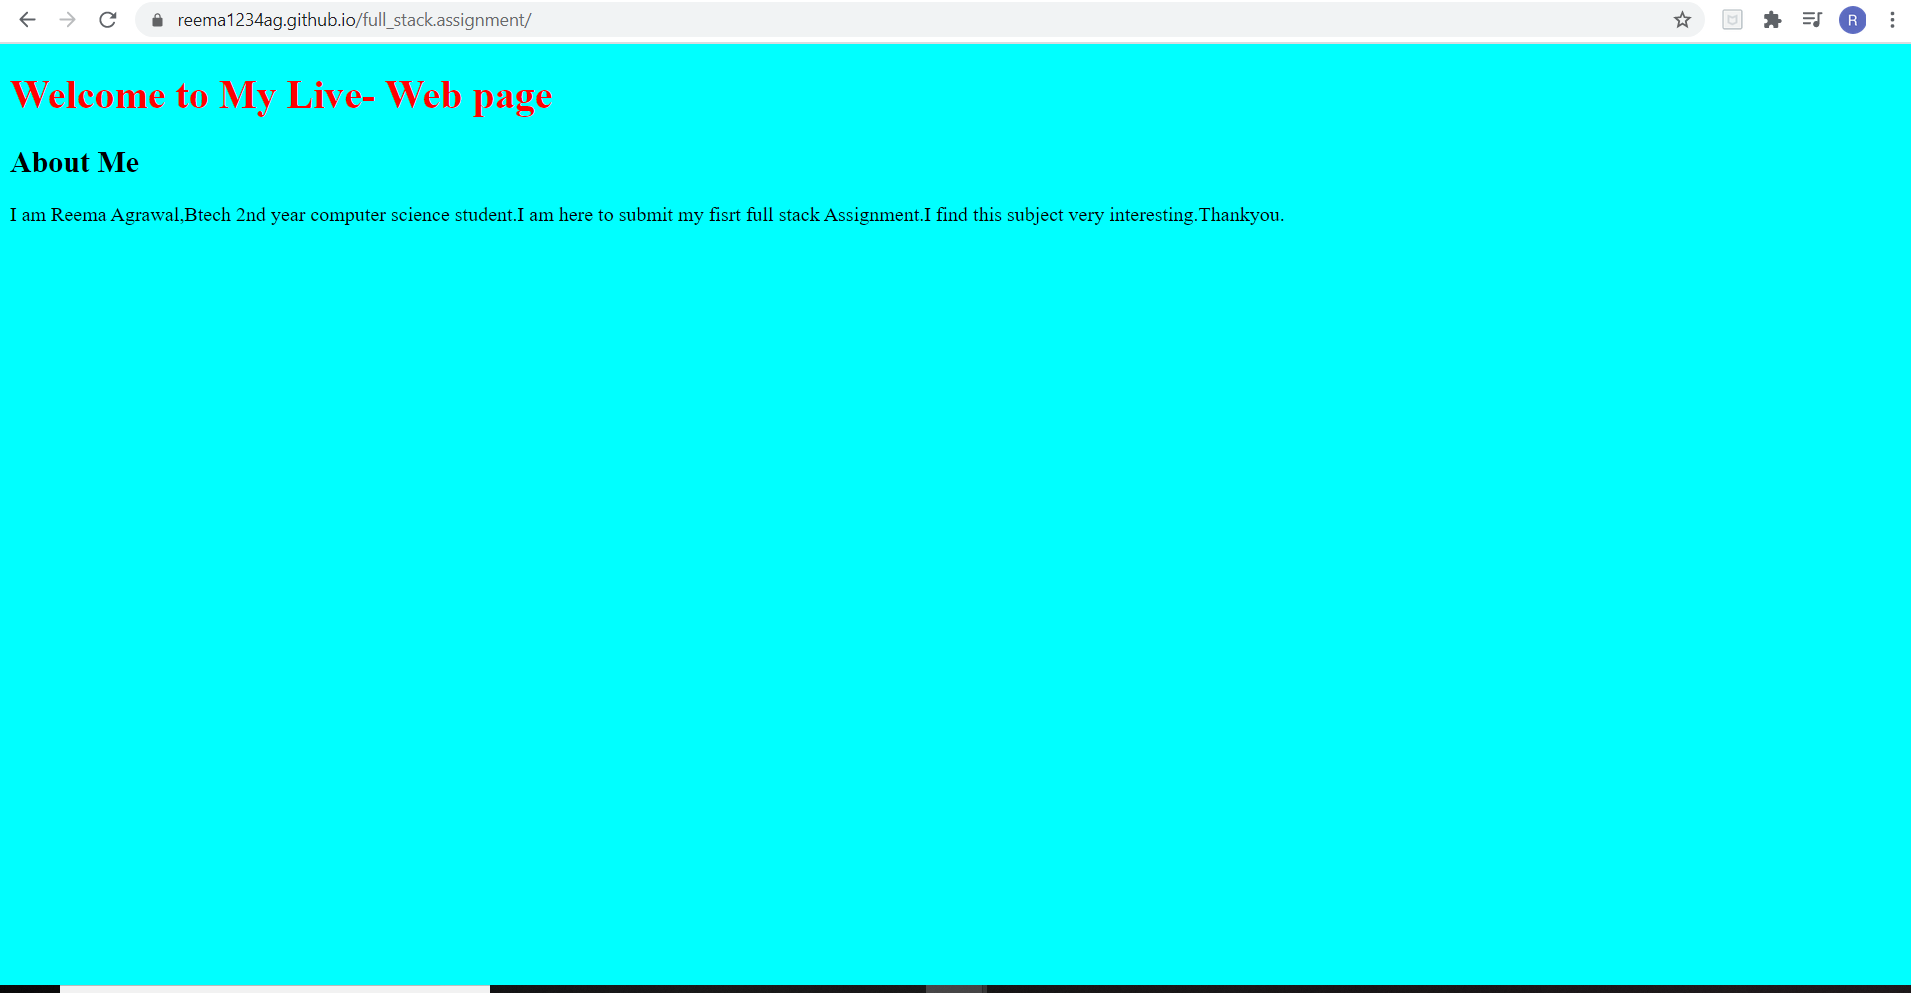 reema1234ag.github.io/full_stack.assignment/
R
Welcome to My Live- Web page
About Me
I am Reema Agrawal,Btech 2nd year computer science student.I am here to submit my fisrt full stack Assignment.I find this subject very interesting.Thankyou.